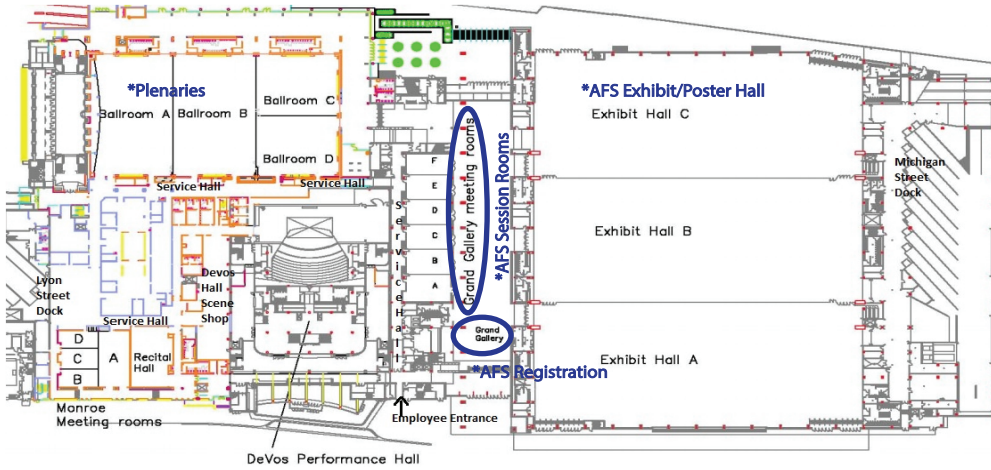 *Plenaries
Ballroom A
Ballroom B
Ballroom C
Ballroom D
*AFS Exhibit/Poster Hall
Exhibit Hall C
Exhibit Hall B
Exhibit Hall A
Michigan
Street
Dock
Service Hall
Service Hall
Service Hall
F
E
D
C
B
A
Grand Gallery meeting rooms
*AFS Session Rooms
Lyon
Street
Dock
Devos
Hall
Scene
Shop
Service Hall
D
C
B
A
Recital
Hall
Grand
Gallery
*AFS Registration
Monroe
Meeting rooms
Employee Entrance
DeVos Performance Hall